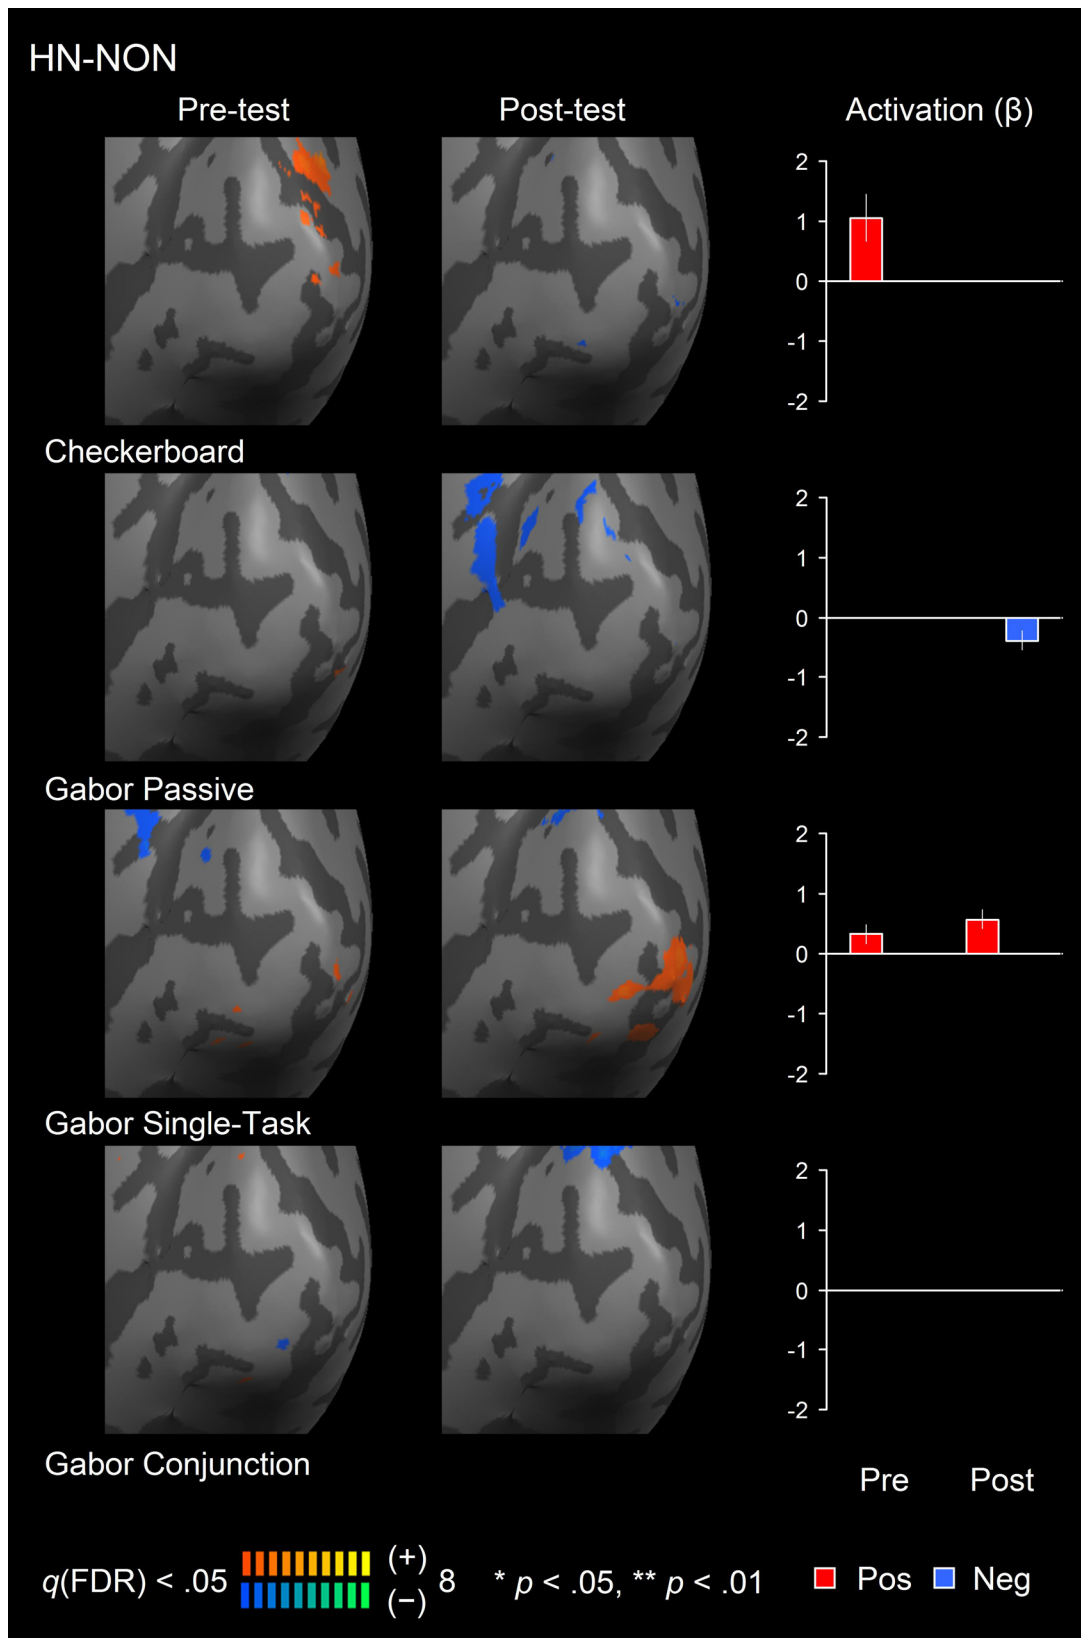 HN-NON
Pre-test Post-test Activation (β)
2
1
0
-1
-2
Checkerboard
2
1
0
-1
-2
Gabor Passive
2
1
0
-1
-2
Gabor Single-Task
2
1
0
-1
-2
Gabor Conjunction
Pre Post
q(FDR) < .05 (+) (−) 8 * p < .05, ** p < .01 Pos Neg